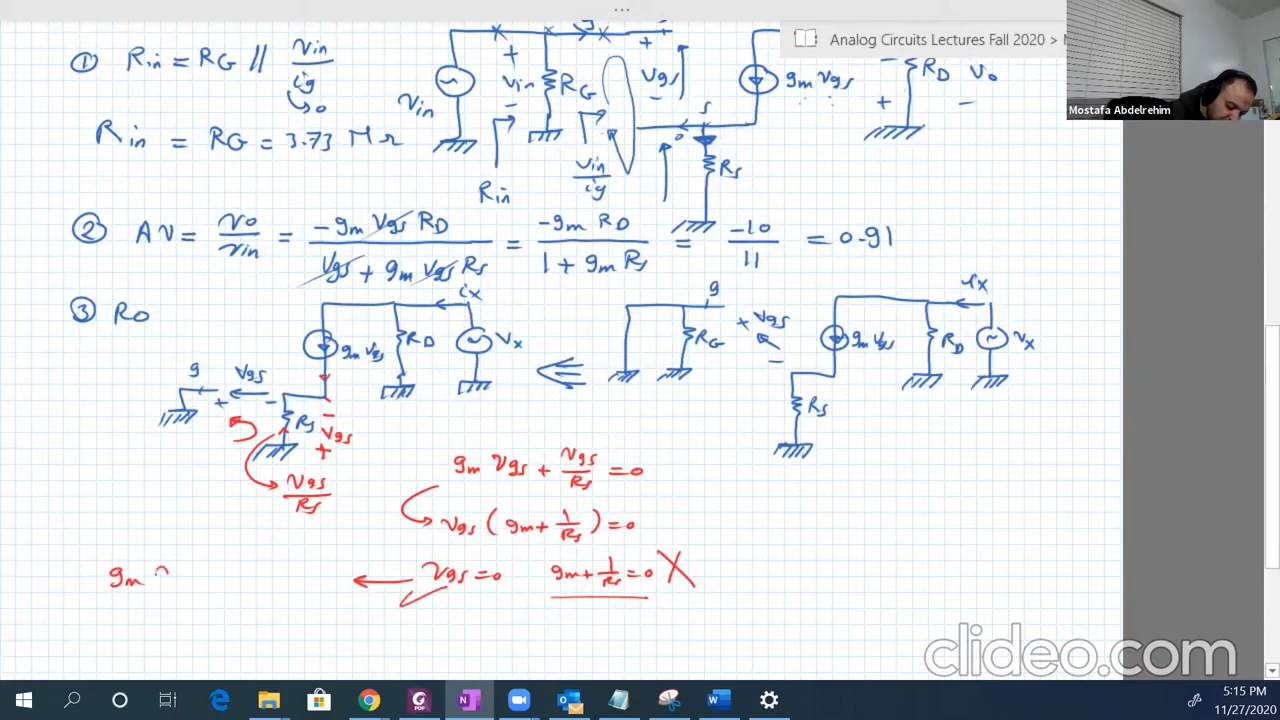 Analog Circuits Lectures Fall 2020 >
Mostafa Abdelrehim
① Rin = RG // vin/ig
→ 0
Rin = RG = 3.73 MΩ
vin
+
vin
-
RG
Rin
vin/ig
+
vgs
-
s
0
gm vgs
Rs
-
+
RD
vo
-
② AV = vo/vin = -gm vgs RD / vgs + gm vgs Rs = -gm RD / 1 + gm Rs = -10/11 = 0.91
③ Ro
ix
gm vgs
RD
vx
g
vgs
+ -
Rs
-
vgs
+
vgs/Rs
g
RG
+ vgs
-
ix
gm vgs
RD
vx
Rs
gm vgs + vgs/Rs = 0
vgs ( gm + 1/Rs ) = 0
vgs = 0 gm + 1/Rs = 0 X
gm
clideo.com
5:15 PM
11/27/2020